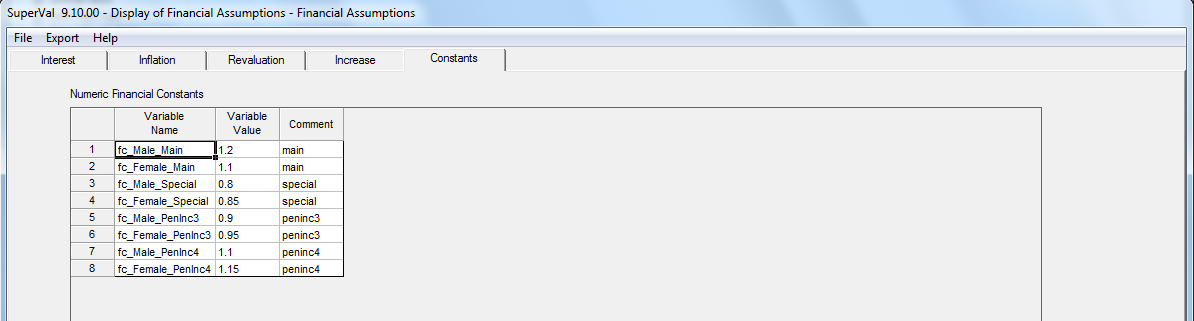 SuperVal 9.10.00 - Display of Financial Assumptions - Financial Assumptions
File Export Help
Interest Inflation Revaluation Increase Constants
Numeric Financial Constants
Variable Name Variable Value Comment
1 fc_Male_Main 1.2 main
2 fc_Female_Main 1.1 main
3 fc_Male_Special 0.8 special
4 fc_Female_Special 0.85 special
5 fc_Male_PenInc3 0.9 peninc3
6 fc_Female_PenInc3 0.95 peninc3
7 fc_Male_PenInc4 1.1 peninc4
8 fc_Female_PenInc4 1.15 peninc4